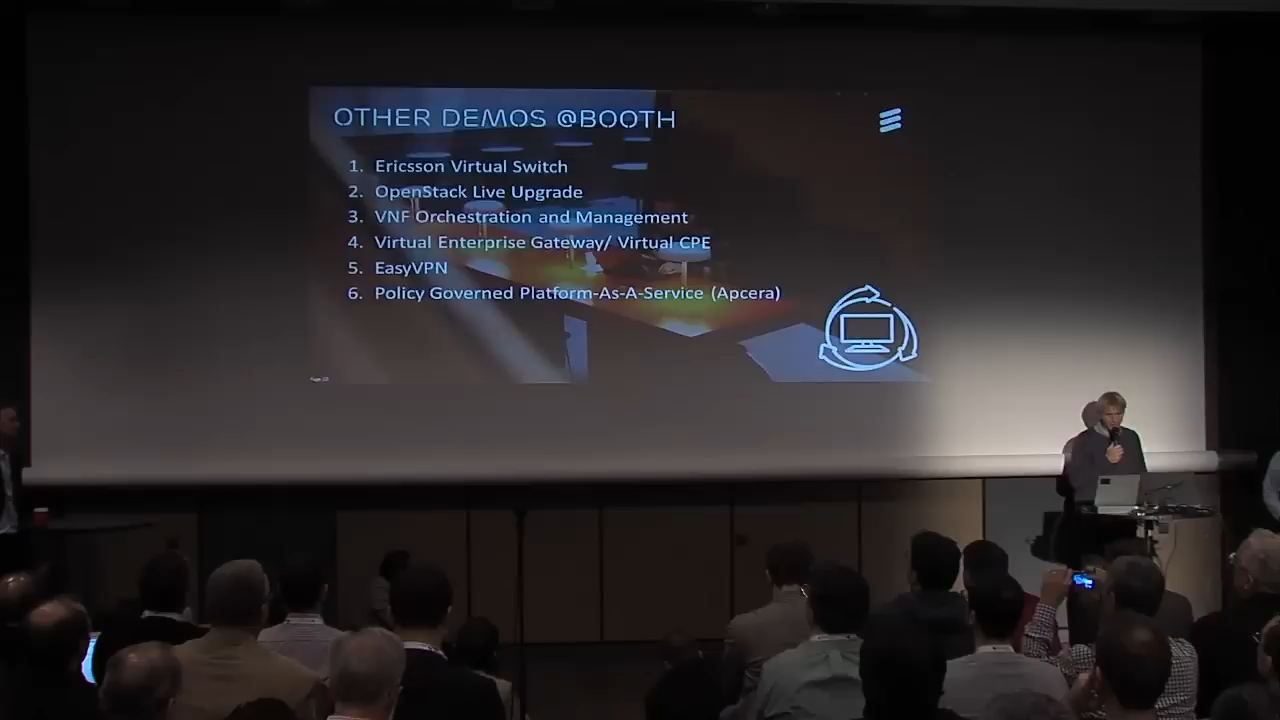 OTHER DEMOS @BOOTH
1. Ericsson Virtual Switch
2. OpenStack Live Upgrade
3. VNF Orchestration and Management
4. Virtual Enterprise Gateway/ Virtual CPE
5. EasyVPN
6. Policy Governed Platform-As-A-Service (Apcera)